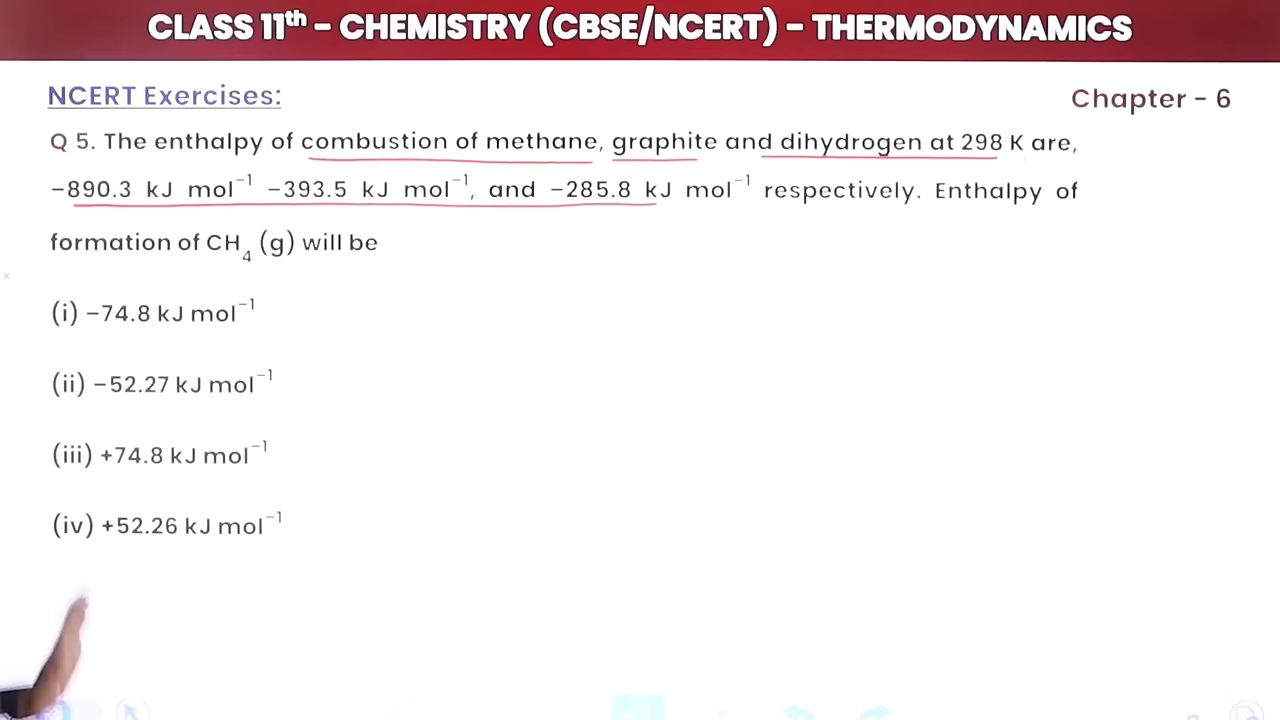 CLASS 11th - CHEMISTRY (CBSE/NCERT) - THERMODYNAMICS
NCERT Exercises:
Chapter - 6
Q 5. The enthalpy of combustion of methane, graphite and dihydrogen at 298 K are,
-890.3 kJ mol⁻¹ -393.5 kJ mol⁻¹, and -285.8 kJ mol⁻¹ respectively. Enthalpy of
formation of CH₄ (g) will be
(i) -74.8 kJ mol⁻¹
(ii) -52.27 kJ mol⁻¹
(iii) +74.8 kJ mol⁻¹
(iv) +52.26 kJ mol⁻¹